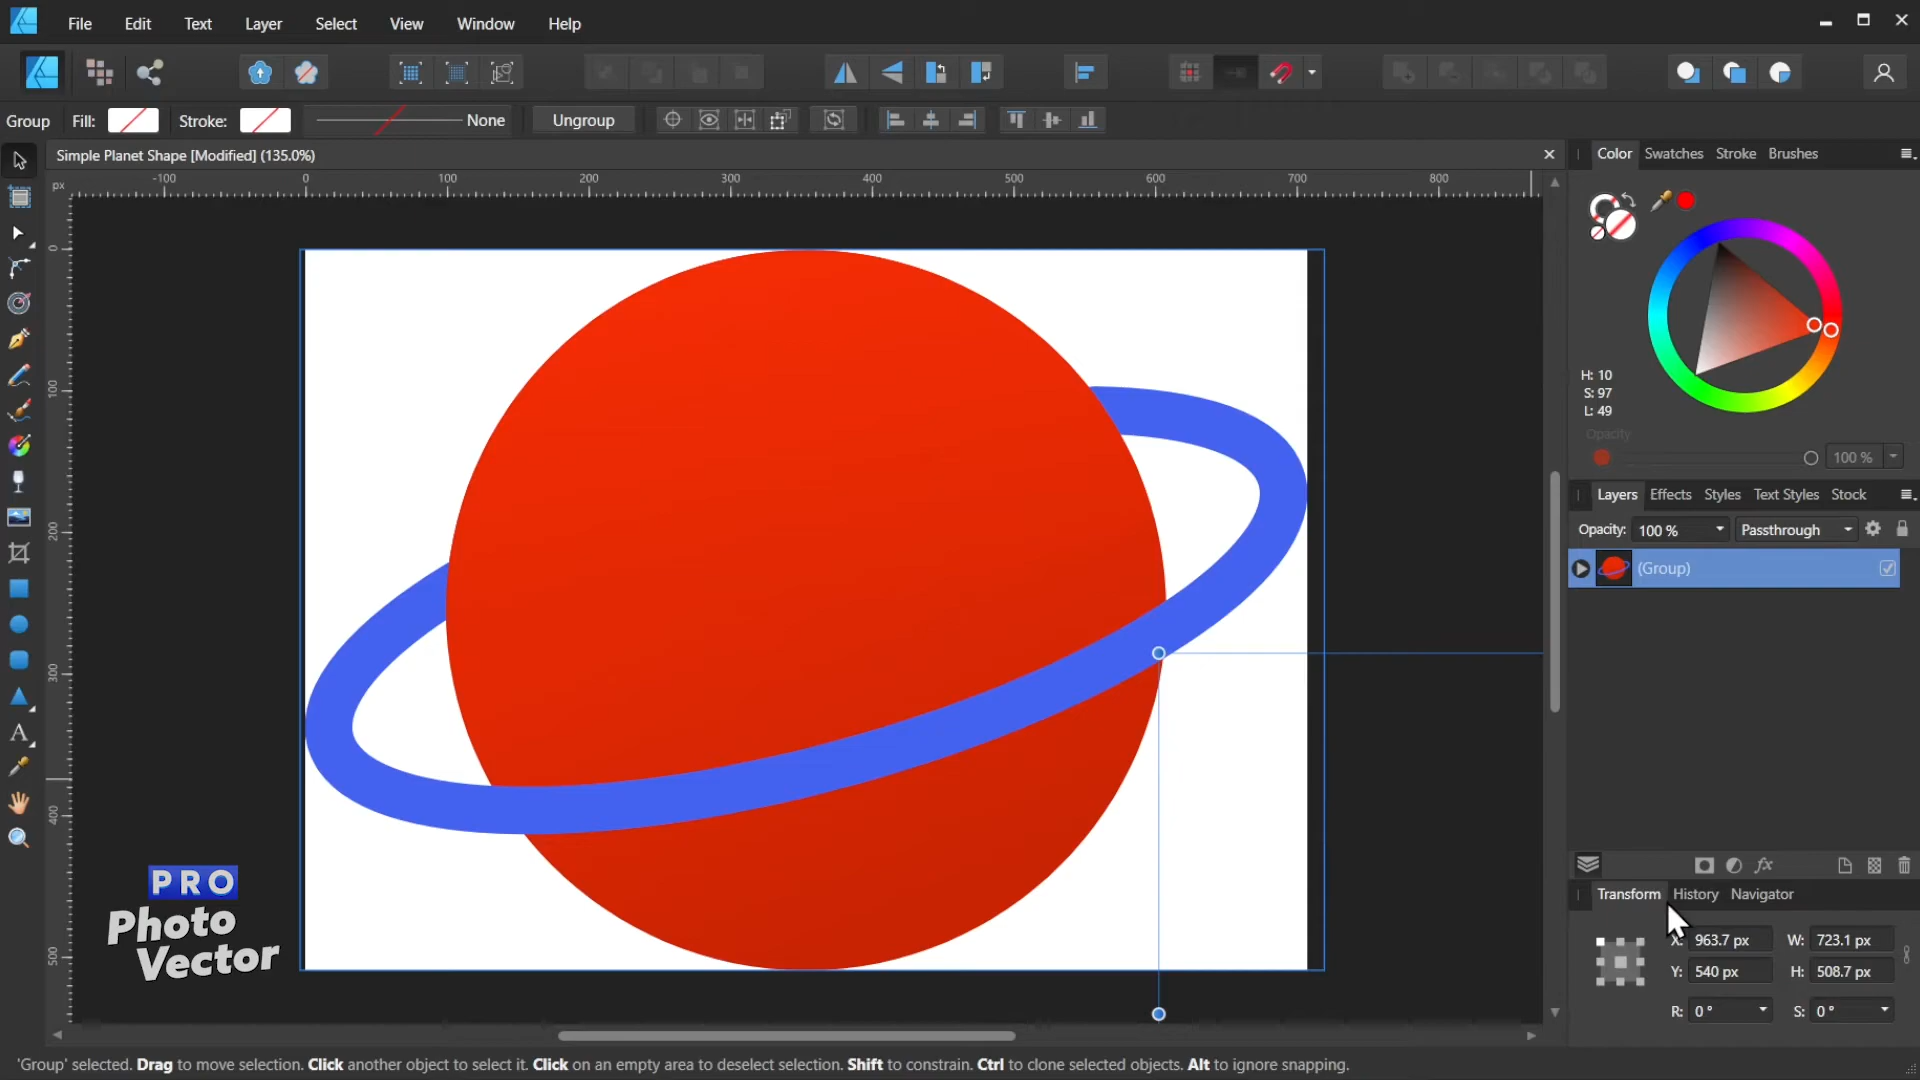 File Edit Text Layer Select View Window Help
Group Fill: Stroke: None Ungroup
Simple Planet Shape [Modified] (135.0%)
px -100 0 100 200 300 400 500 600 700 800
0
100
200
300
400
500
Color Swatches Stroke Brushes
H: 10
S: 97
L: 49
Opacity
100 %
Layers Effects Styles Text Styles Stock
Opacity: 100 % Passthrough
(Group)
fx
Transform History Navigator
X: 963.7 px W: 723.1 px
Y: 540 px H: 508.7 px
R: 0 ° S: 0 °
PRO
Photo
Vector
'Group' selected. Drag to move selection. Click another object to select it. Click on an empty area to deselect selection. Shift to constrain. Ctrl to clone selected objects. Alt to ignore snapping.